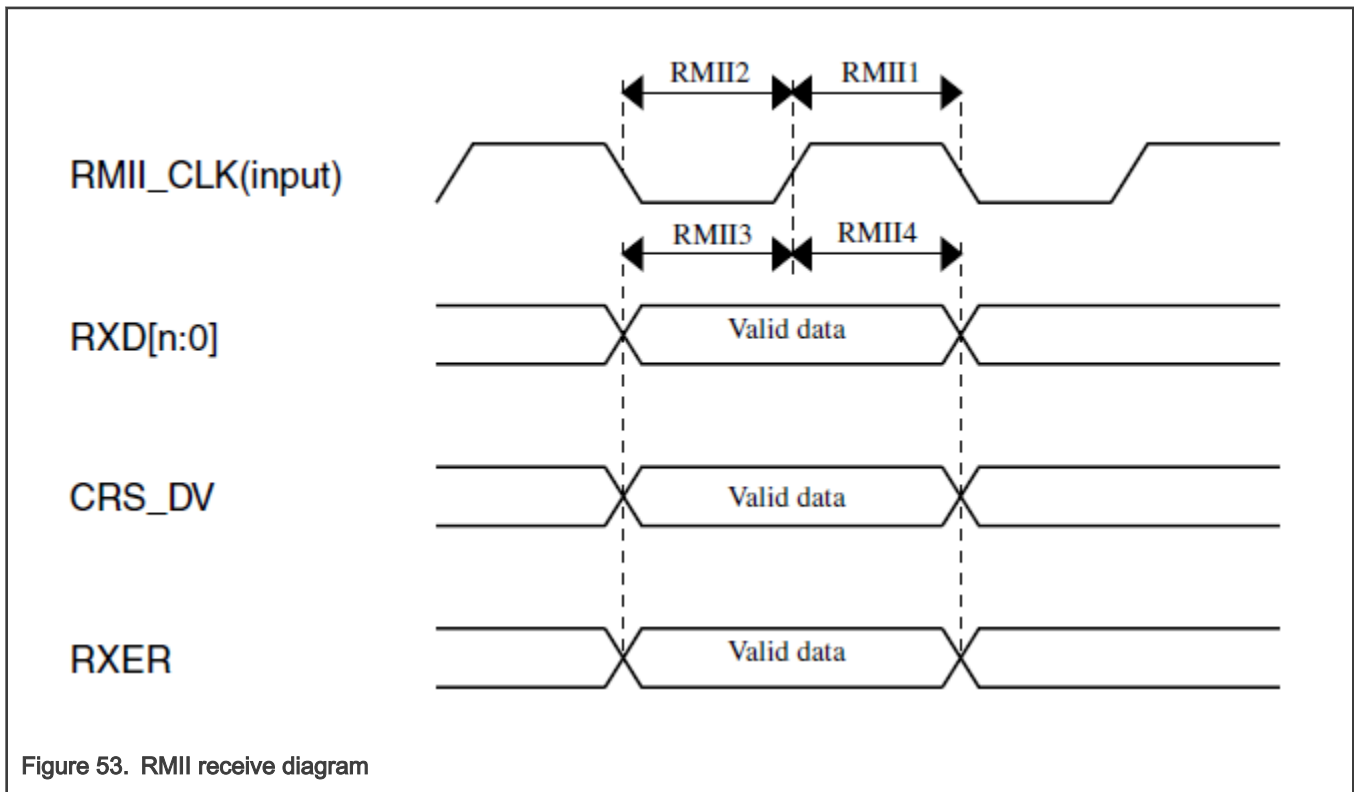 RMII2 RMII1
RMII_CLK(input)
RMII3 RMII4
RXD[n:0] Valid data
CRS_DV Valid data
RXER Valid data
Figure 53. RMII receive diagram